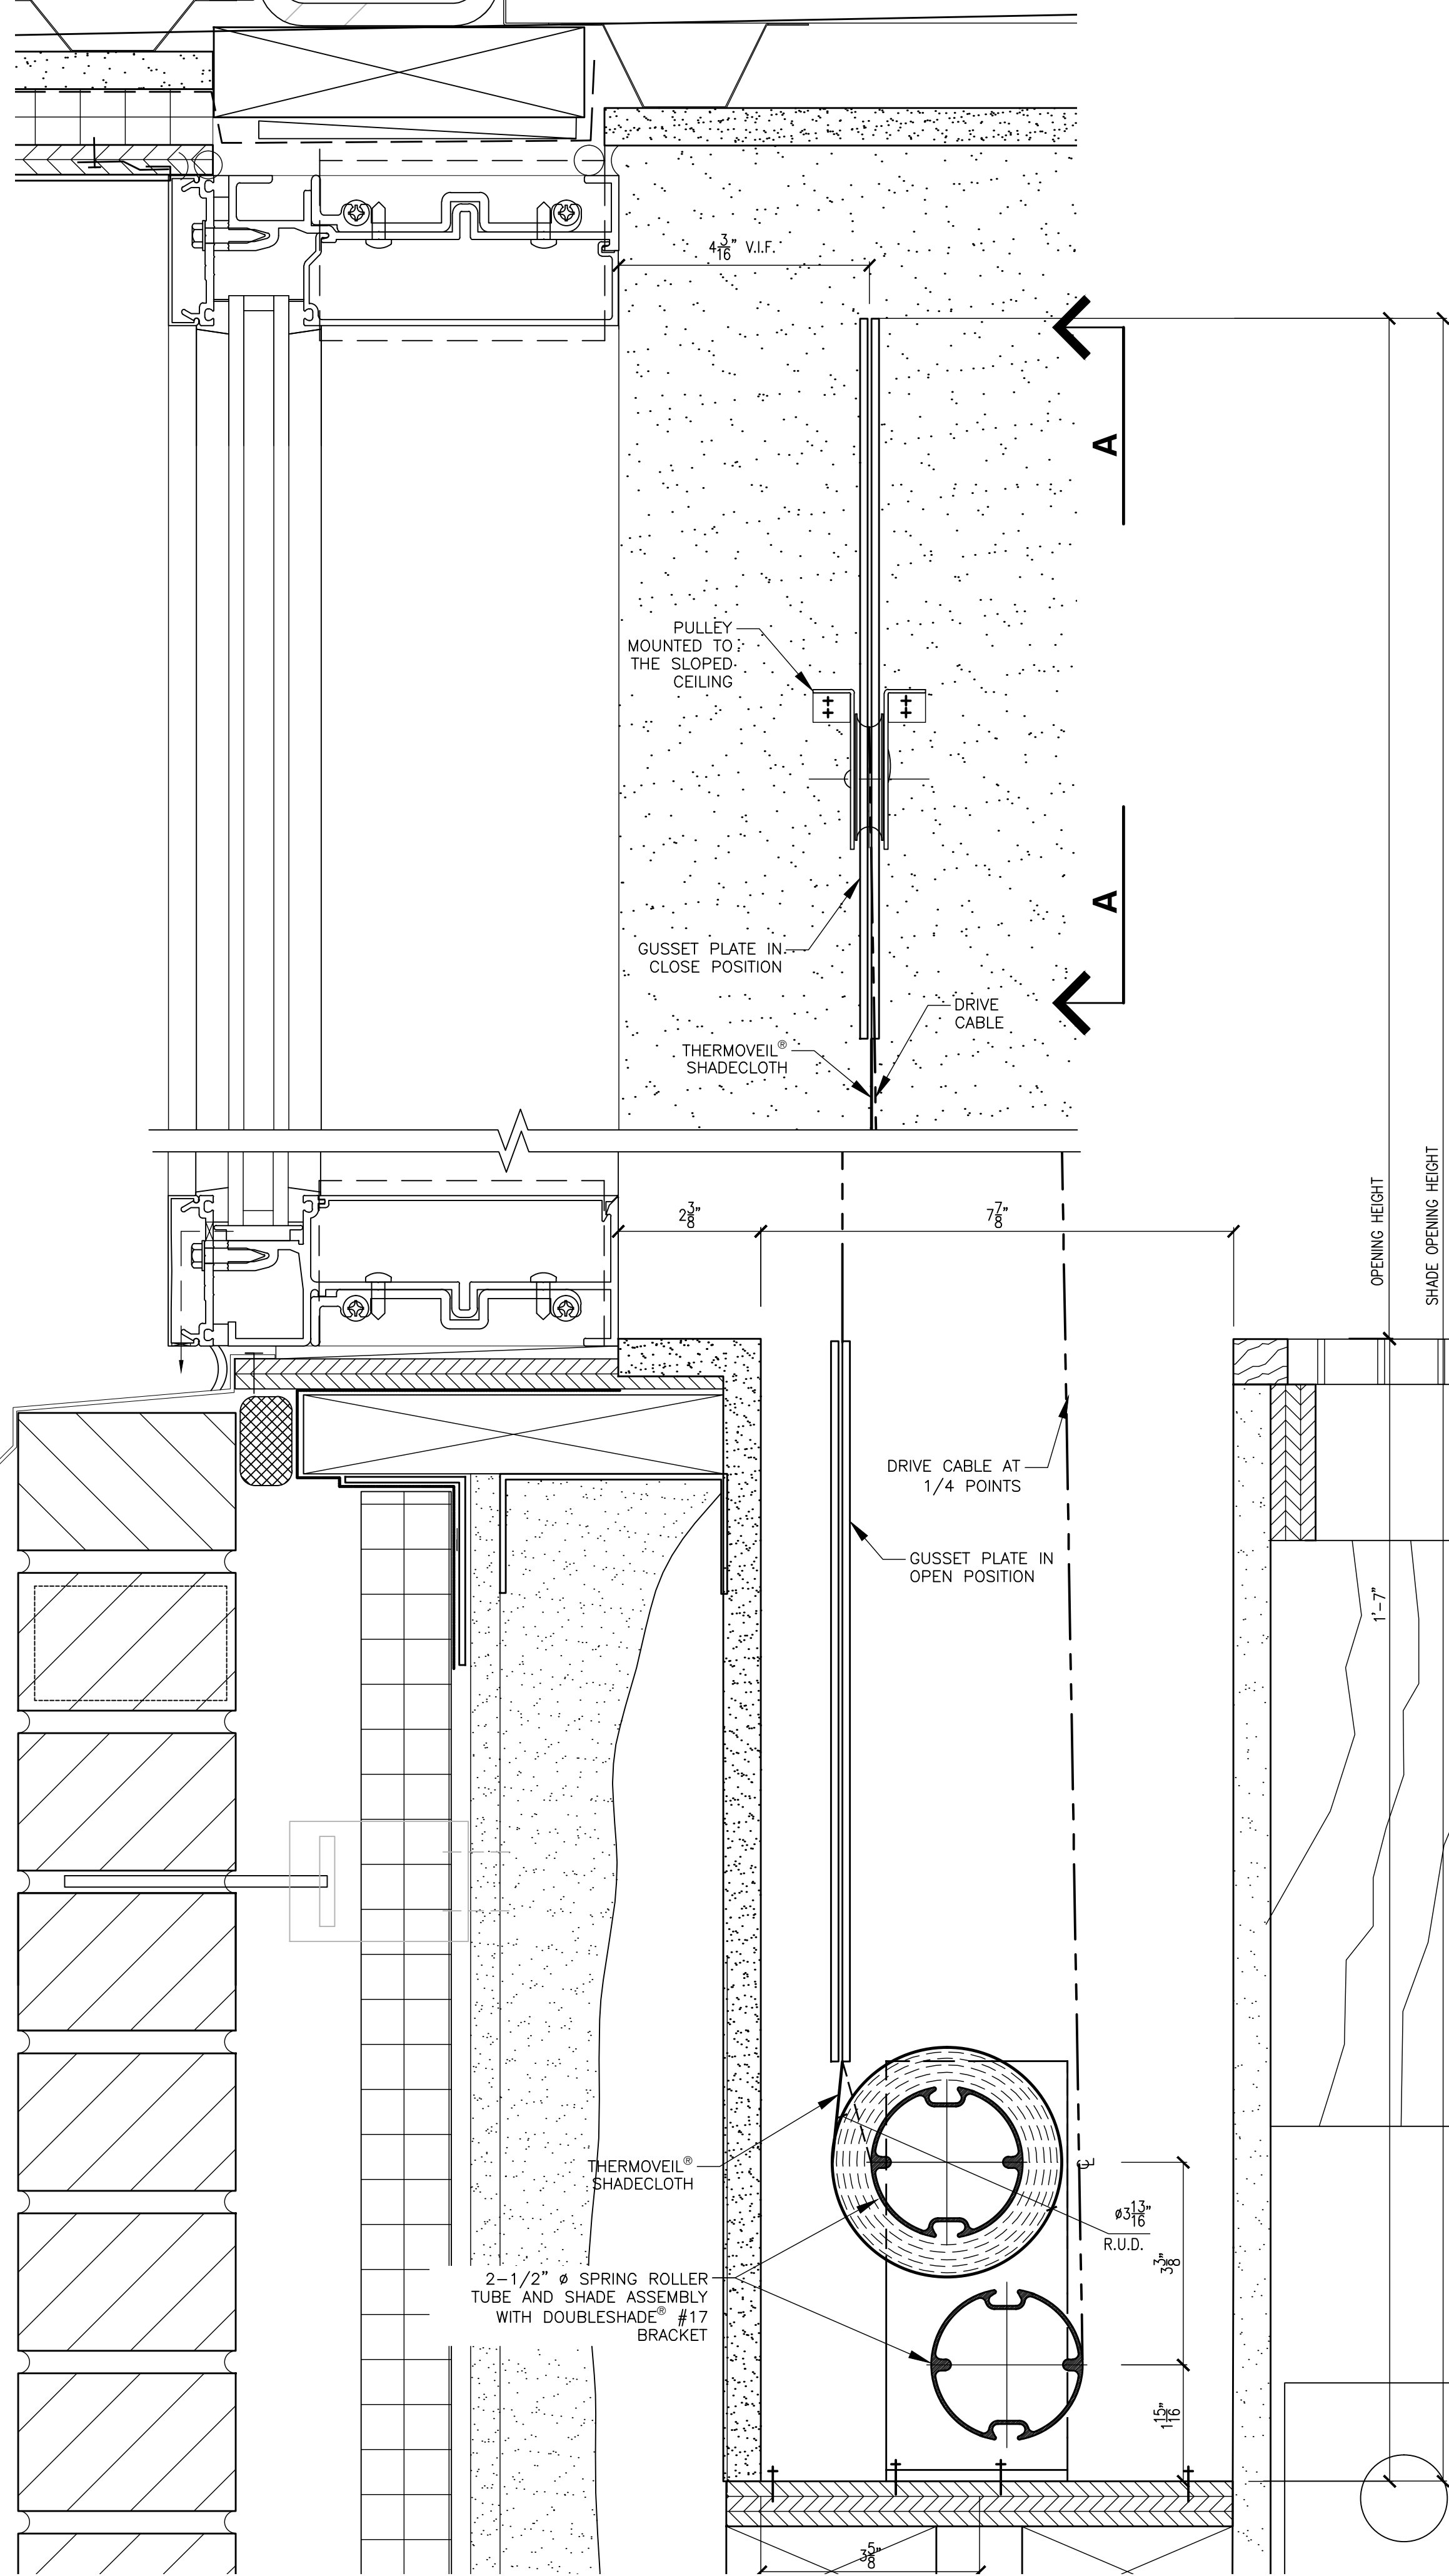 4 3/16" V.I.F.
A
PULLEY
MOUNTED TO
THE SLOPED
CEILING
A
GUSSET PLATE IN
CLOSE POSITION
DRIVE
CABLE
THERMOVEIL®
SHADECLOTH
OPENING HEIGHT
SHADE OPENING HEIGHT
2 3/8"
7 7/8"
DRIVE CABLE AT
1/4 POINTS
GUSSET PLATE IN
OPEN POSITION
1'-7"
THERMOVEIL®
SHADECLOTH
ø3 13/16"
R.U.D.
3 3/8"
2-1/2" ø SPRING ROLLER
TUBE AND SHADE ASSEMBLY
WITH DOUBLESHADE® #17
BRACKET
1 15/16"
3 5/8"